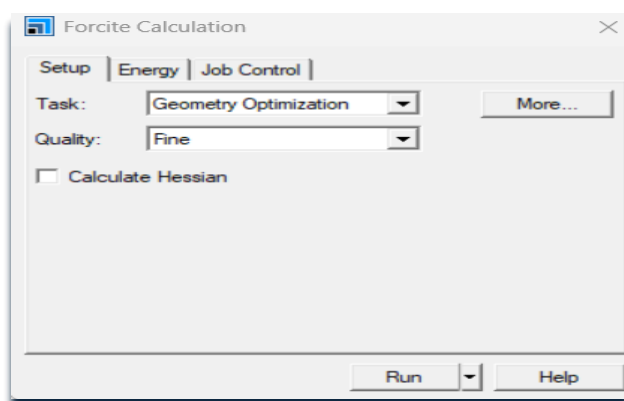 Forcite Calculation
Setup Energy Job Control
Task: Geometry Optimization More...
Quality: Fine
Calculate Hessian
Run Help